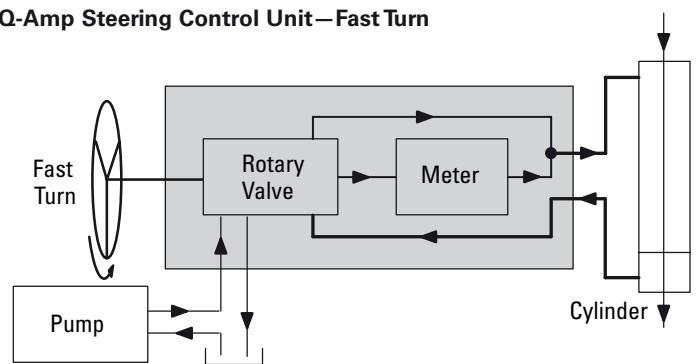 Q-Amp Steering Control Unit—Fast Turn
Fast
Turn
Rotary
Valve
Meter
Pump
Cylinder